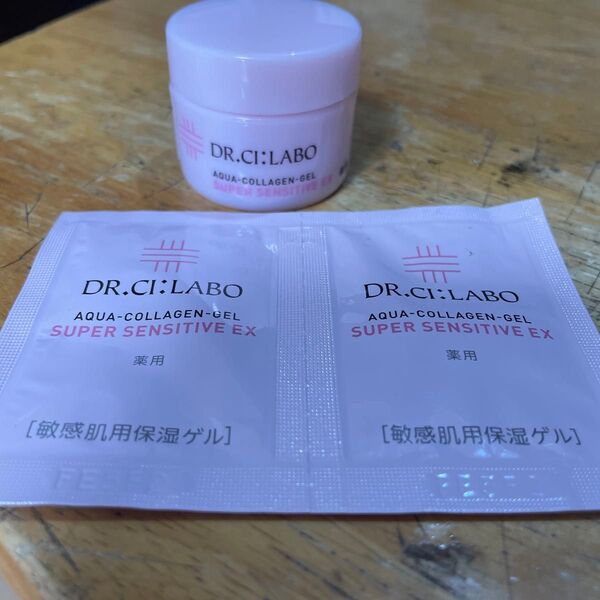 DR.CI:LABO
AQUA-COLLAGEN-GEL
SUPER SENSITIVE EX
DR.CI:LABO
AQUA-COLLAGEN-GEL
SUPER SENSITIVE EX
薬用
[敏感肌用保湿ゲル]
DR.CI:LABO
AQUA-COLLAGEN-GEL
SUPER SENSITIVE EX
薬用
[敏感肌用保湿ゲル]